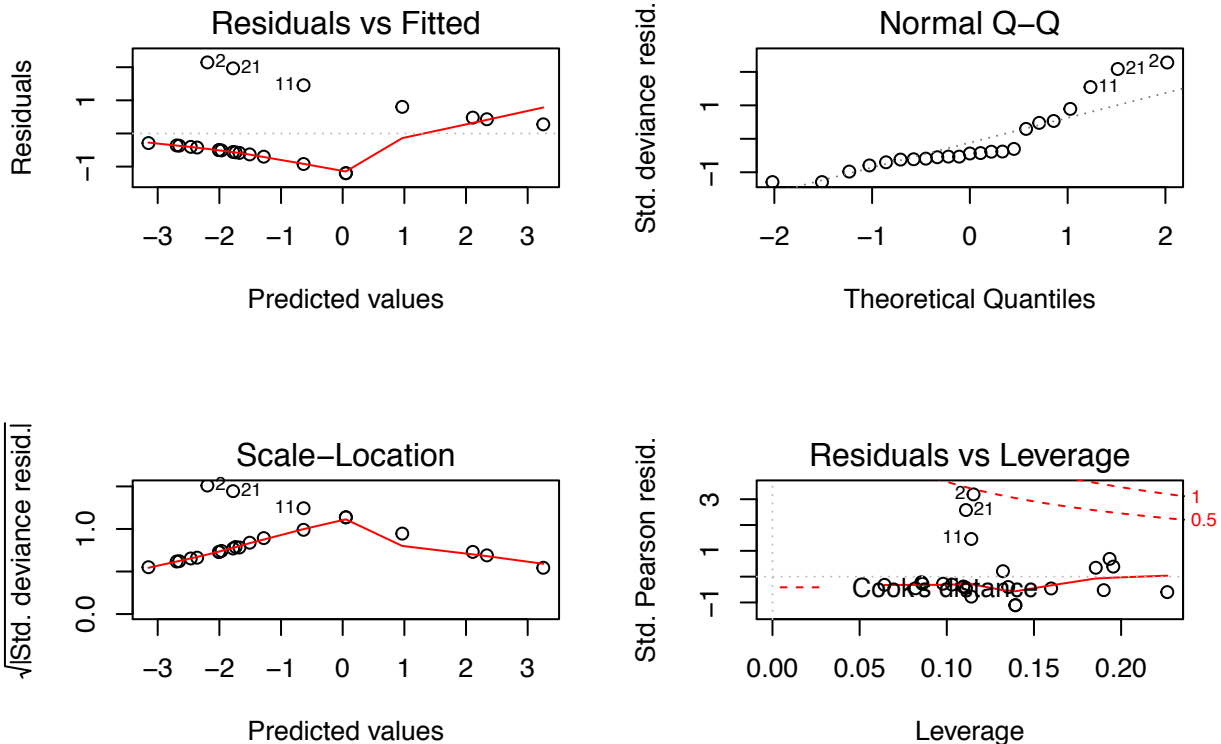 Residuals vs Fitted
Residuals
1
−1
2
21
11
−3 −2 −1 0 1 2 3
Predicted values
Normal Q−Q
Std. deviance resid.
1
−1
2
21
11
−2 −1 0 1 2
Theoretical Quantiles
Scale−Location
√|Std. deviance resid.|
1.0
0.0
2
21
11
−3 −2 −1 0 1 2 3
Predicted values
Residuals vs Leverage
Std. Pearson resid.
3
1
−1
2
21
11
1
0.5
Cook's distance
0.00 0.05 0.10 0.15 0.20
Leverage